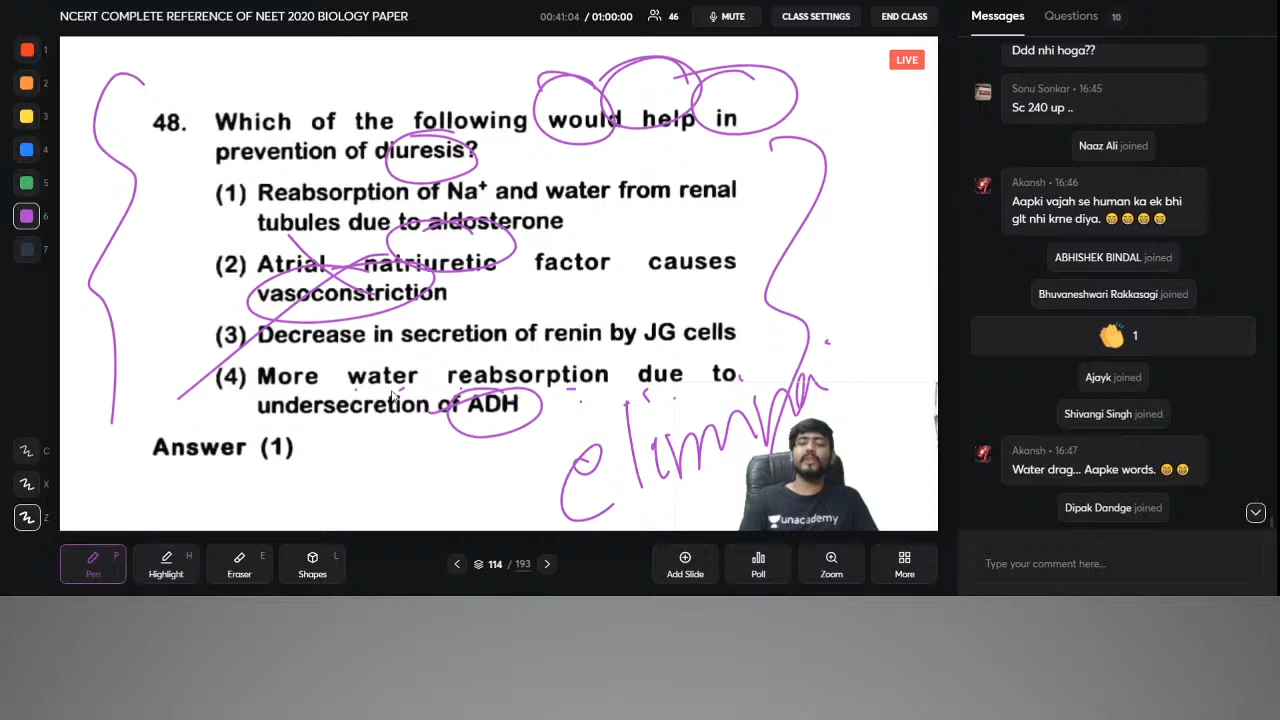 NCERT COMPLETE REFERENCE OF NEET 2020 BIOLOGY PAPER
00:41:04 / 01:00:00
46
MUTE
CLASS SETTINGS
END CLASS
Messages
Questions 10
1
2
3
4
5
6
7
C
X
Z
LIVE
48. Which of the following would help in
prevention of diuresis?
(1) Reabsorption of Na⁺ and water from renal
tubules due to aldosterone
(2) Atrial natriuretic factor causes
vasoconstriction
(3) Decrease in secretion of renin by JG cells
(4) More water reabsorption due to
undersecretion of ADH
Answer (1)
unacademy
Ddd nhi hoga??
Sonu Sonkar • 16:45
Sc 240 up ..
Naaz Ali joined
Akansh • 16:46
Aapki vajah se human ka ek bhi
glt nhi krne diya. 😄😄😄😄
ABHISHEK BINDAL joined
Bhuvaneshwari Rakkasagi joined
👏 1
Ajayk joined
Shivangi Singh joined
Akansh • 16:47
Water drag... Aapke words. 😄😄
Dipak Dandge joined
Type your comment here...
Pen P
Highlight H
Eraser E
Shapes L
114 / 193
Add Slide
Poll
Zoom
More